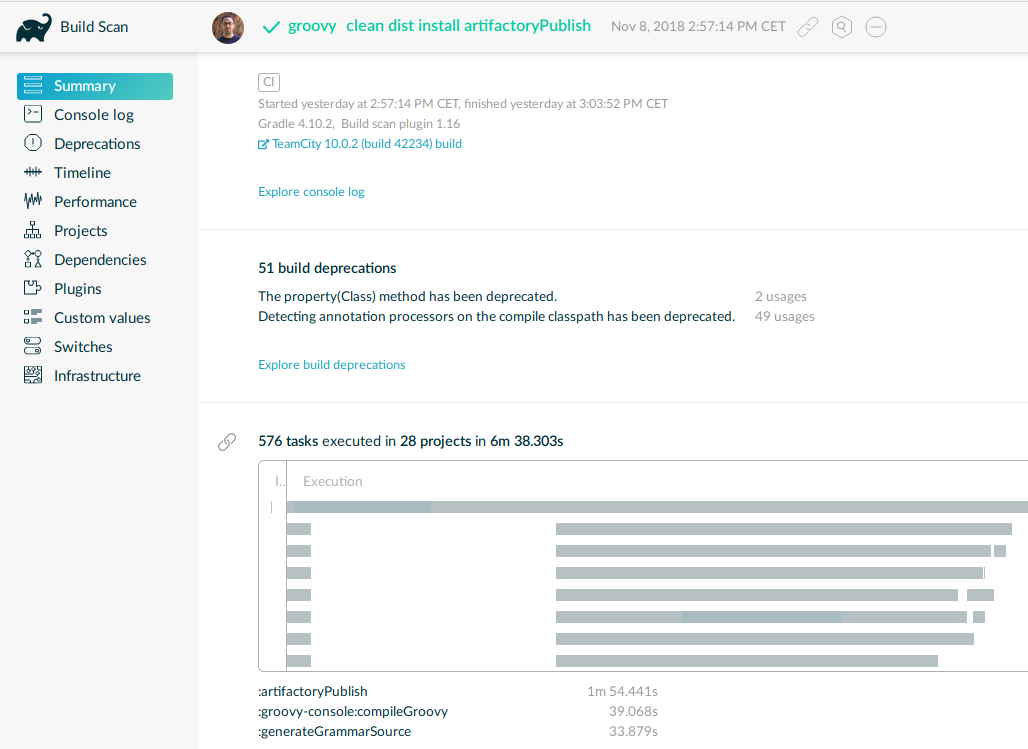 Build Scan
groovy clean dist install artifactoryPublish Nov 8, 2018 2:57:14 PM CET
Summary
Console log
Deprecations
Timeline
Performance
Projects
Dependencies
Plugins
Custom values
Switches
Infrastructure
CI
Started yesterday at 2:57:14 PM CET, finished yesterday at 3:03:52 PM CET
Gradle 4.10.2, Build scan plugin 1.16
TeamCity 10.0.2 (build 42234) build
Explore console log
51 build deprecations
The property(Class) method has been deprecated. 2 usages
Detecting annotation processors on the compile classpath has been deprecated. 49 usages
Explore build deprecations
576 tasks executed in 28 projects in 6m 38.303s
I.. Execution
:artifactoryPublish 1m 54.441s
:groovy-console:compileGroovy 39.068s
:generateGrammarSource 33.879s